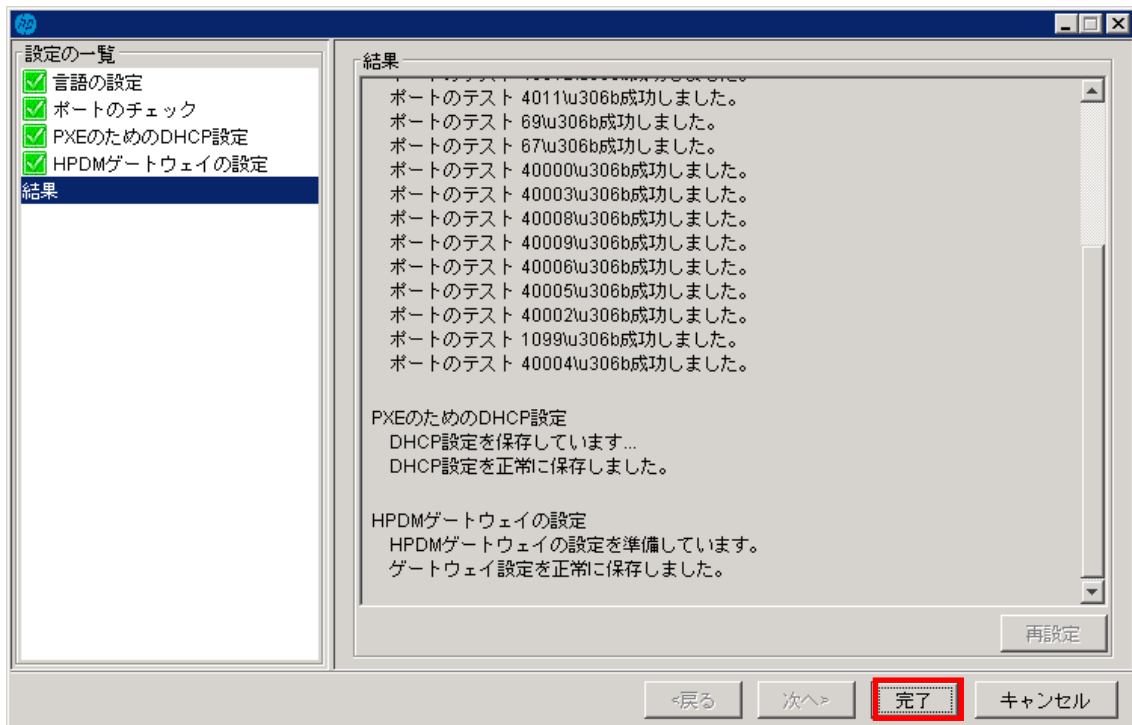 設定の一覧
言語の設定
ポートのチェック
PXEのためのDHCP設定
HPDMゲートウェイの設定
結果
結果
ポートのテスト 4011\u306b成功しました。
ポートのテスト 69\u306b成功しました。
ポートのテスト 67\u306b成功しました。
ポートのテスト 40000\u306b成功しました。
ポートのテスト 40003\u306b成功しました。
ポートのテスト 40008\u306b成功しました。
ポートのテスト 40009\u306b成功しました。
ポートのテスト 40006\u306b成功しました。
ポートのテスト 40005\u306b成功しました。
ポートのテスト 40002\u306b成功しました。
ポートのテスト 1099\u306b成功しました。
ポートのテスト 40004\u306b成功しました。
PXEのためのDHCP設定
DHCP設定を保存しています...
DHCP設定を正常に保存しました。
HPDMゲートウェイの設定
HPDMゲートウェイの設定を準備しています。
ゲートウェイ設定を正常に保存しました。
再設定
<戻る 次へ> 完了 キャンセル